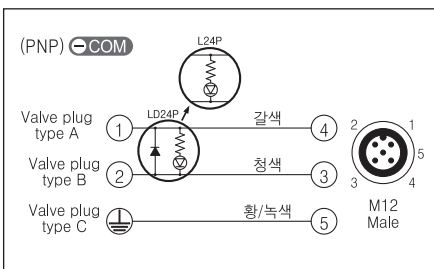 (PNP) ⊖COM
L24P
LD24P
Valve plug
type A
1
갈색
4
Valve plug
type B
2
청색
3
Valve plug
type C
황/녹색
5
2
1
5
3
4
M12
Male